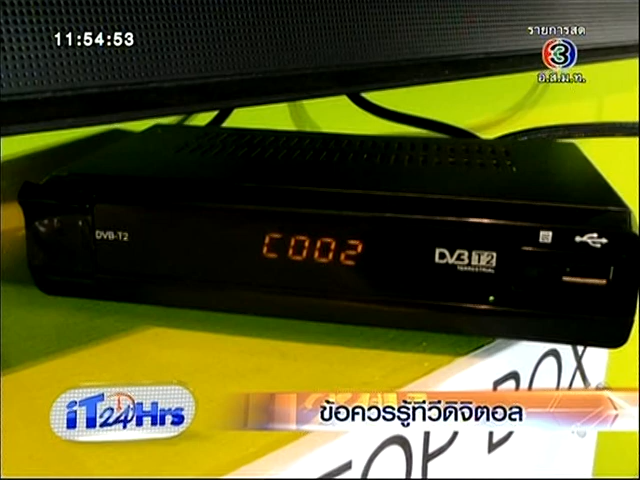 11:54:53
รายการสด
3
อ.ส.ม.ท.
DVB-T2
C002
DVB T2
TERRESTRIAL
iT24Hrs
ข้อควรรู้ทีวีดิจิตอล
TOP BOX